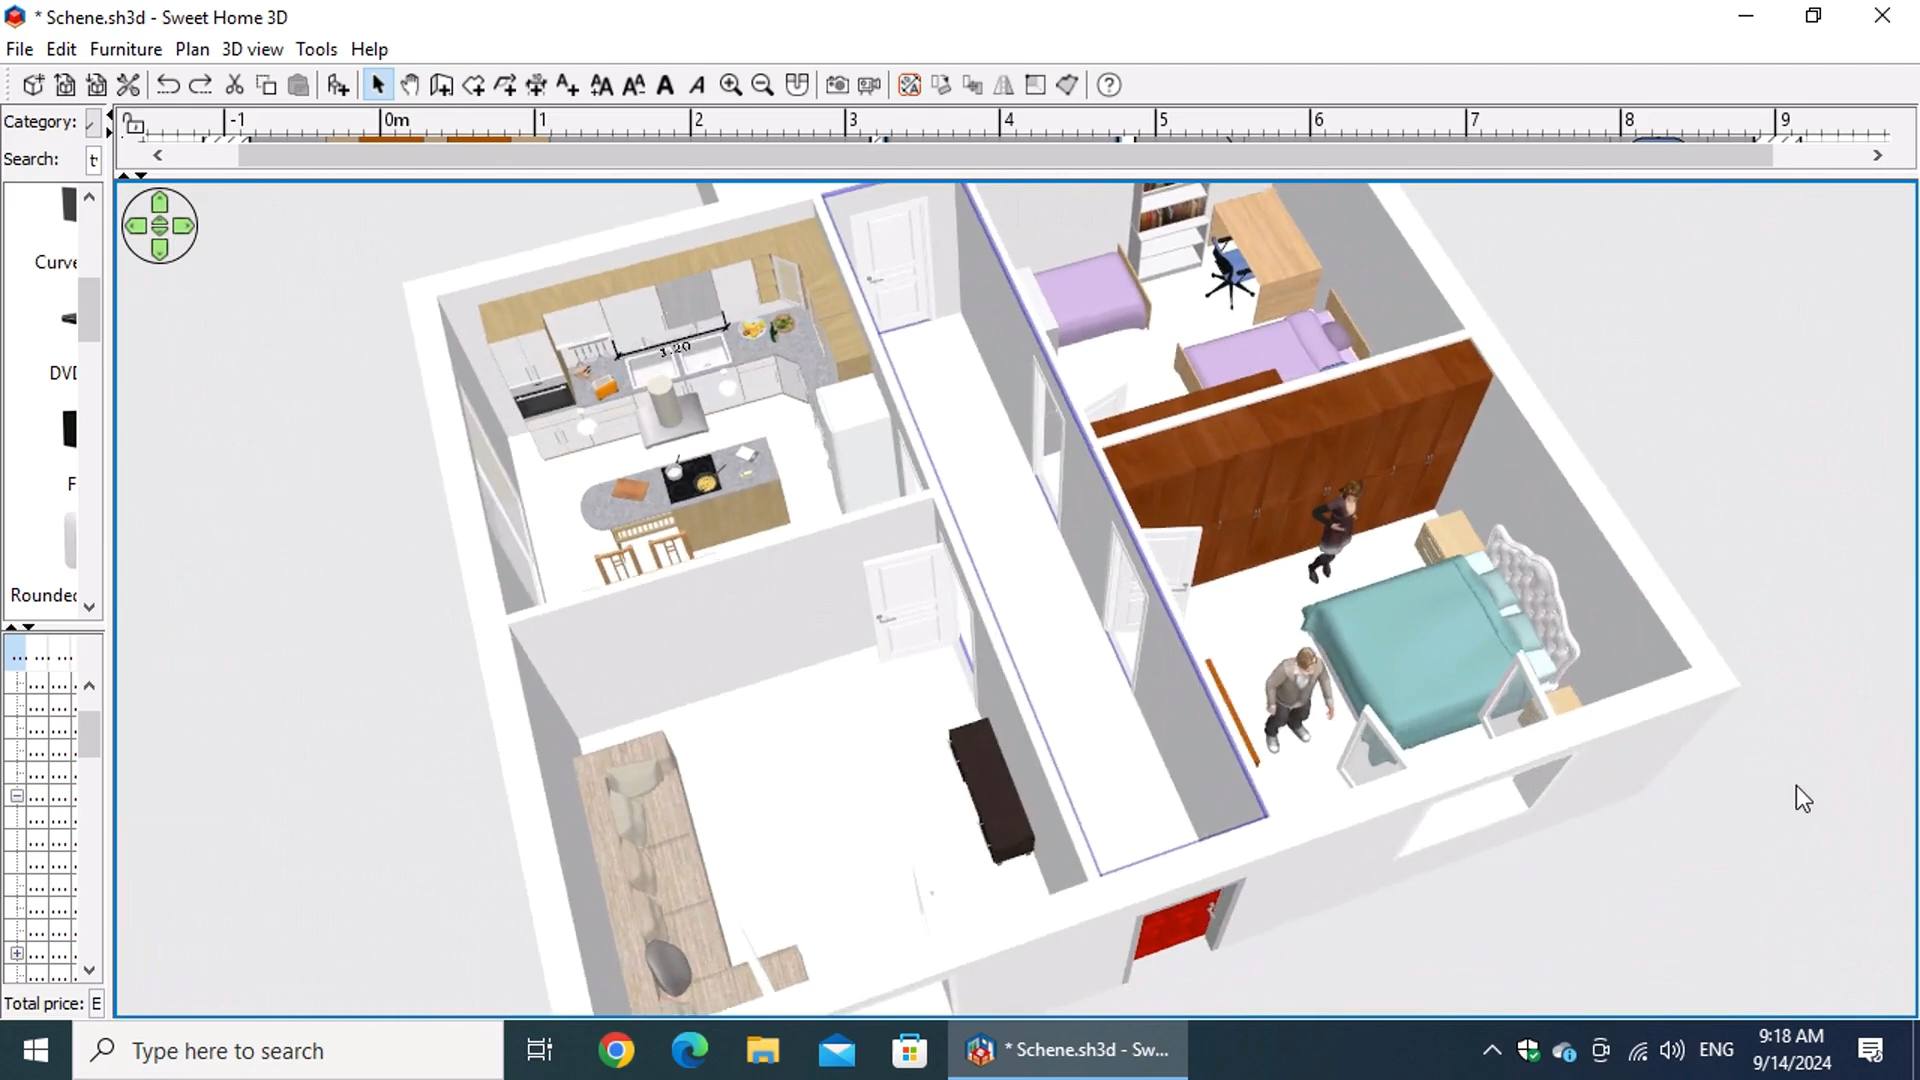 * Schene.sh3d - Sweet Home 3D
File Edit Furniture Plan 3D view Tools Help
Category:
-1 0m 1 2 3 4 5 6 7 8 9
Search: t
Curve
DVD
F
Rounded
3.20
Total price: E
Type here to search
* Schene.sh3d - Sw...
ENG
9:18 AM
9/14/2024